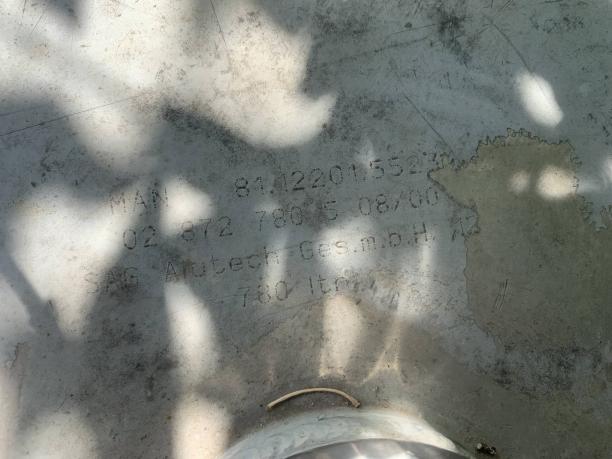 MAN 81.12201.5523
02 872 780 5 08/00
SAG Alutech Ges.m.b.H. A
780 ltr